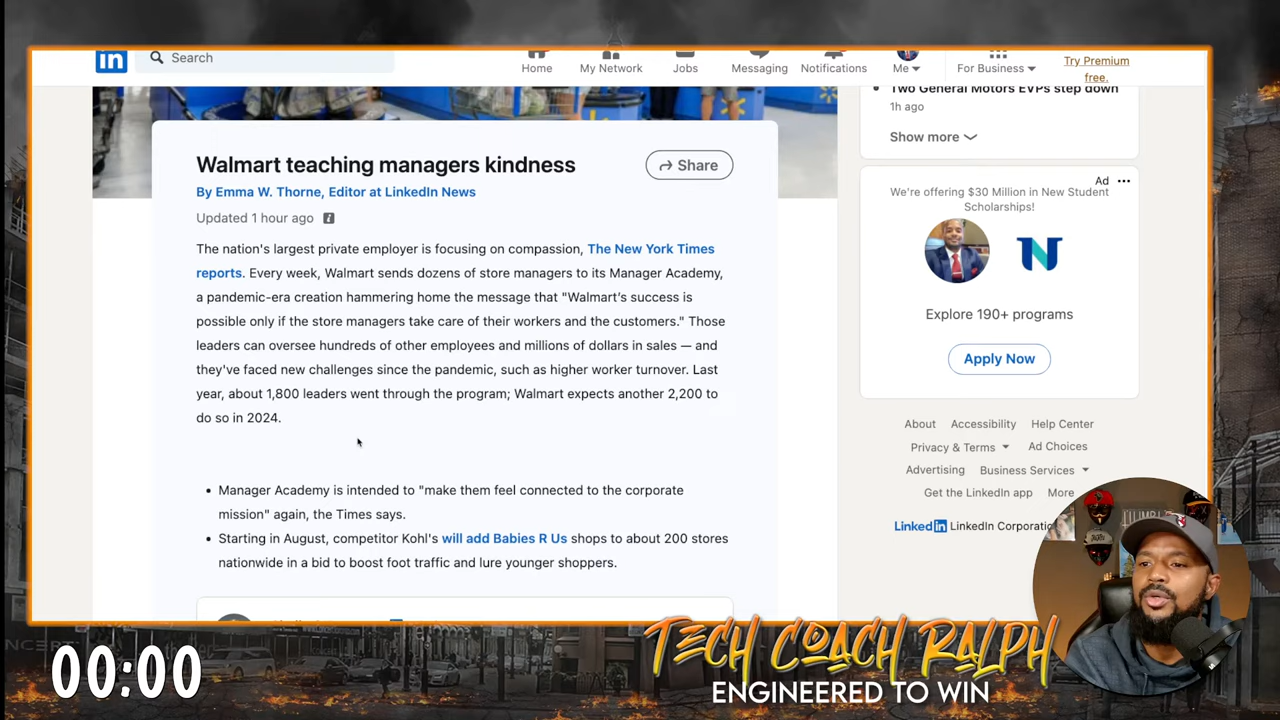 in
Search
Home
My Network
Jobs
Messaging
Notifications
Me
For Business
Try Premium
free.
Two General Motors EVPs step down
1h ago
Show more
Walmart teaching managers kindness
Share
By Emma W. Thorne, Editor at LinkedIn News
Updated 1 hour ago
The nation's largest private employer is focusing on compassion, The New York Times
reports. Every week, Walmart sends dozens of store managers to its Manager Academy,
a pandemic-era creation hammering home the message that "Walmart's success is
possible only if the store managers take care of their workers and the customers." Those
leaders can oversee hundreds of other employees and millions of dollars in sales — and
they've faced new challenges since the pandemic, such as higher worker turnover. Last
year, about 1,800 leaders went through the program; Walmart expects another 2,200 to
do so in 2024.
• Manager Academy is intended to "make them feel connected to the corporate
mission" again, the Times says.
• Starting in August, competitor Kohl's will add Babies R Us shops to about 200 stores
nationwide in a bid to boost foot traffic and lure younger shoppers.
Ad •••
We're offering $30 Million in New Student
Scholarships!
N
Explore 190+ programs
Apply Now
About Accessibility Help Center
Privacy & Terms Ad Choices
Advertising Business Services
Get the LinkedIn app More
LinkedIn LinkedIn
00:00
TECH COACH RALPH
ENGINEERED TO WIN